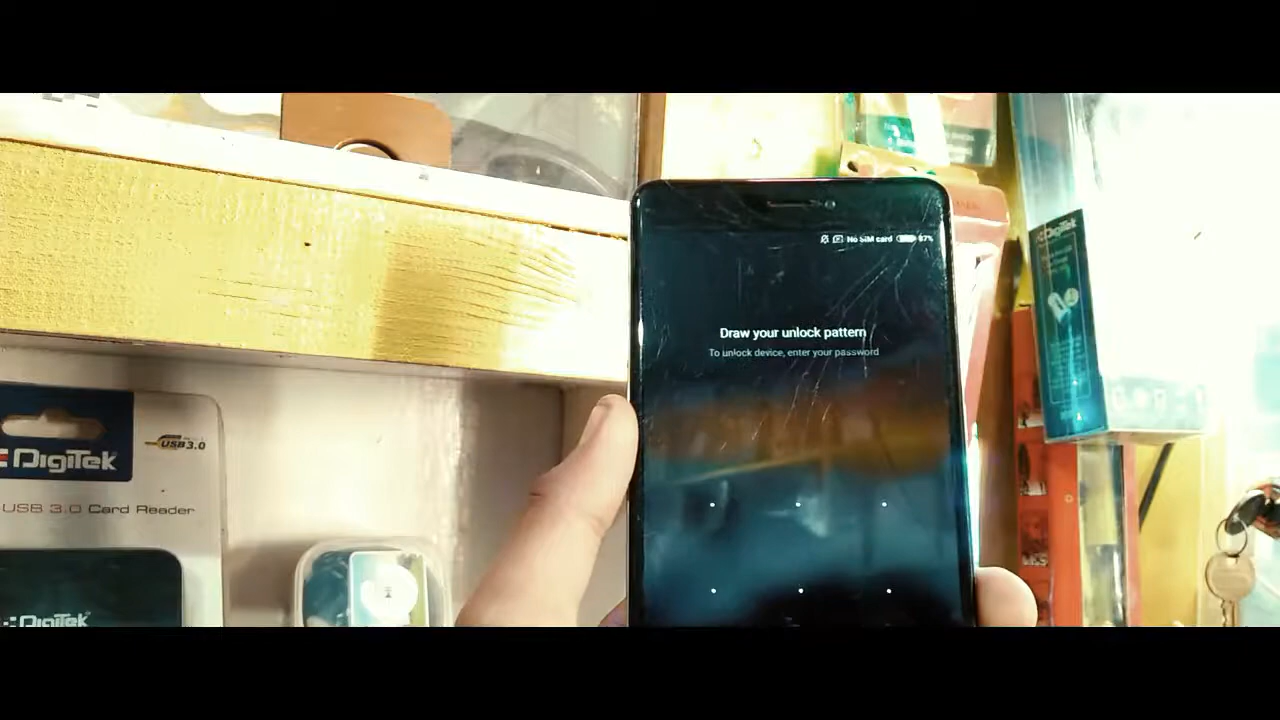 No SIM card 87%
Draw your unlock pattern
To unlock device, enter your password
DigiTek
DigiTek
USB 3.0
USB 3.0 Card Reader
DigiTek